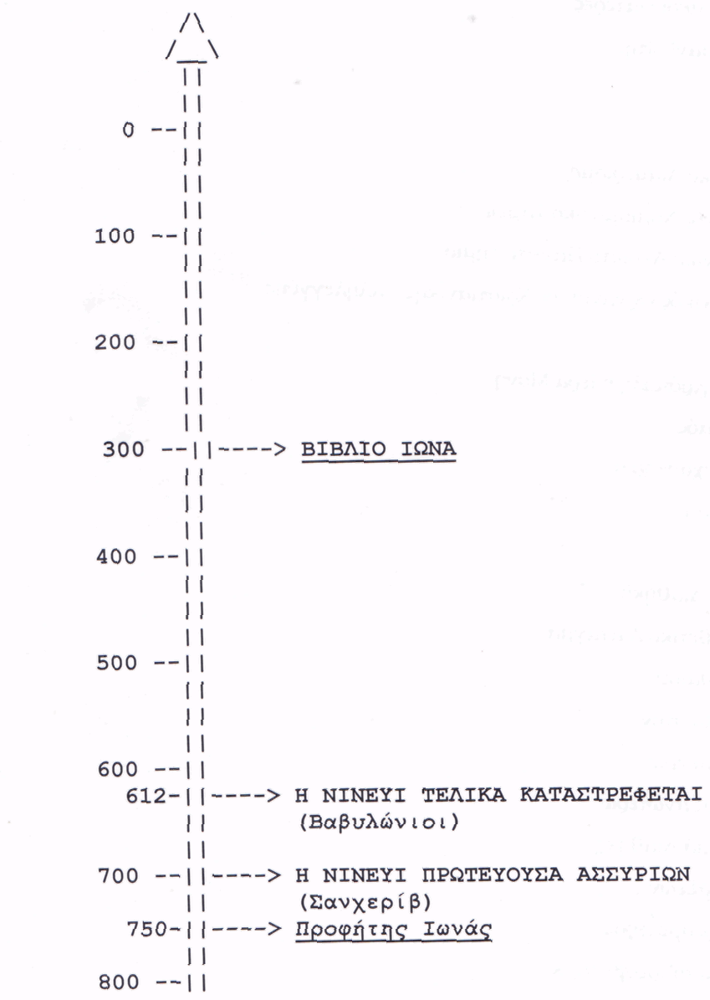 0 --||
100 --||
200 --||
300 --||----> ΒΙΒΛΙΟ ΙΩΝΑ
400 --||
500 --||
600 --||
612-||----> Η ΝΙΝΕΥΙ ΤΕΛΙΚΑ ΚΑΤΑΣΤΡΕΦΕΤΑΙ
(Βαβυλώνιοι)
700 --||----> Η ΝΙΝΕΥΙ ΠΡΩΤΕΥΟΥΣΑ ΑΣΣΥΡΙΩΝ
(Σανχερίβ)
750-||----> Προφήτης Ιωνάς
800 --||